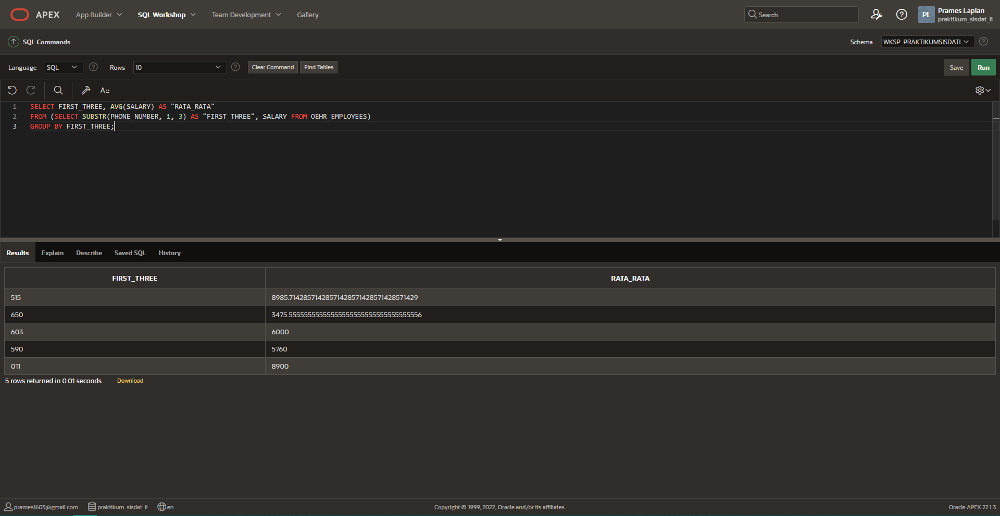 APEX App Builder SQL Workshop Team Development Gallery Search PL Prames Lapian
praktikum_sisdat_ii
SQL Commands Schema WKSP_PRAKTIKUMSISDATI
Language SQL Rows 10 Clear Command Find Tables Save Run
1 SELECT FIRST_THREE, AVG(SALARY) AS "RATA_RATA"
2 FROM (SELECT SUBSTR(PHONE_NUMBER, 1, 3) AS "FIRST_THREE", SALARY FROM OEHR_EMPLOYEES)
3 GROUP BY FIRST_THREE;
Results Explain Describe Saved SQL History
FIRST_THREE RATA_RATA
515 8985.71428571428571428571428571428571429
650 3475.55555555555555555555555555555555556
603 6000
590 5760
011 8900
5 rows returned in 0.01 seconds Download
prames1603@gmail.com praktikum_sisdat_ii en Copyright © 1999, 2022, Oracle and/or its affiliates. Oracle APEX 22.1.3